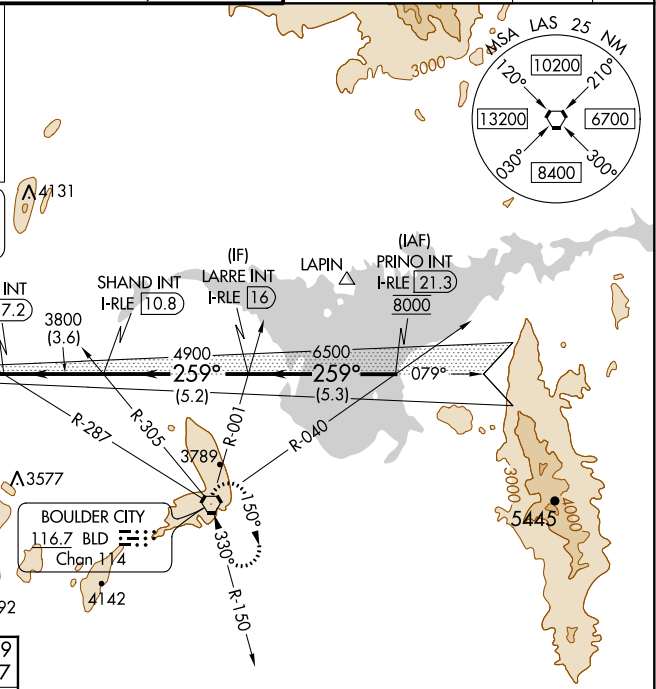 MSA LAS 25 NM
120°
10200
210°
13200
6700
030°
8400
300°
3000
4131
INT
7.2
SHAND INT
I-RLE 10.8
(IF)
LARRE INT
I-RLE 16
LAPIN
(IAF)
PRINO INT
I-RLE 21.3
8000
3800
(3.6)
4900
6500
259°
259°
079°
(5.2)
(5.3)
R-287
R-305
R-001
R-040
3789
3577
BOULDER CITY
116.7 BLD
Chan 114
150°
330°
R-150
4142
3000
4000
5445
92
9
7